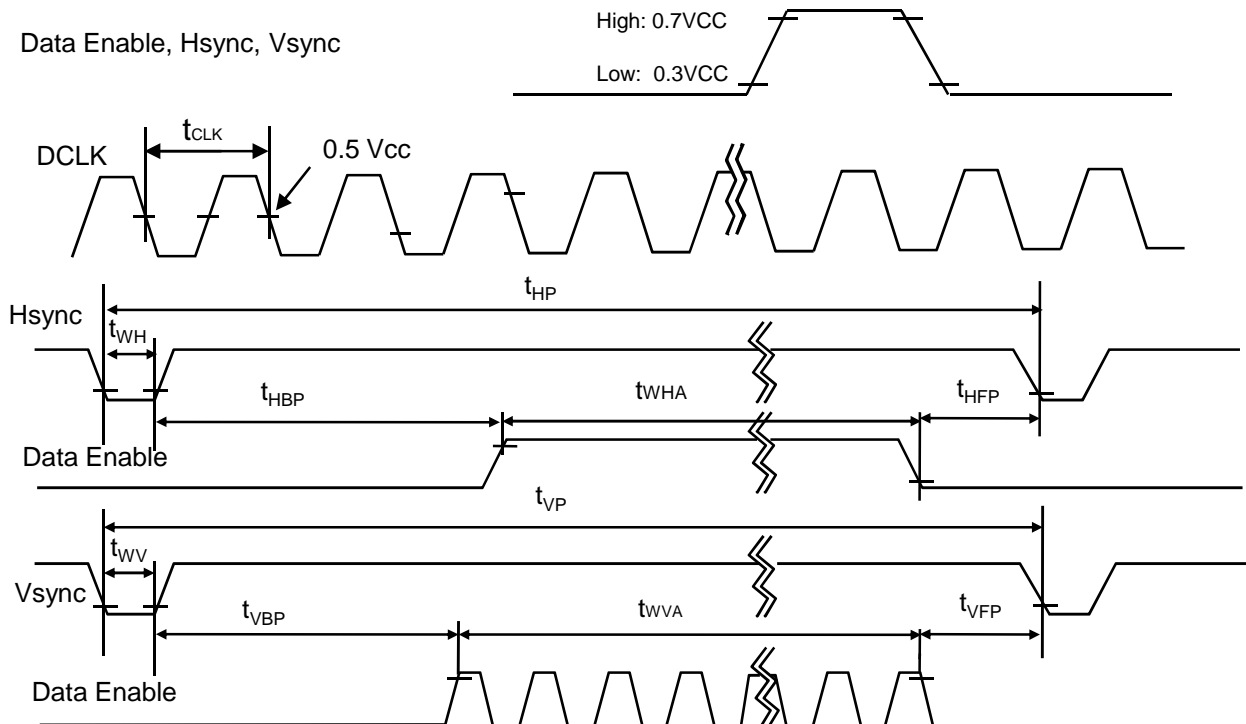 High: 0.7VCC
Data Enable, Hsync, Vsync
Low: 0.3VCC
tCLK
DCLK
0.5 Vcc
tHP
Hsync
tWH
tHBP
tWHA
tHFP
Data Enable
tVP
tWV
Vsync
tVBP
tWVA
tVFP
Data Enable